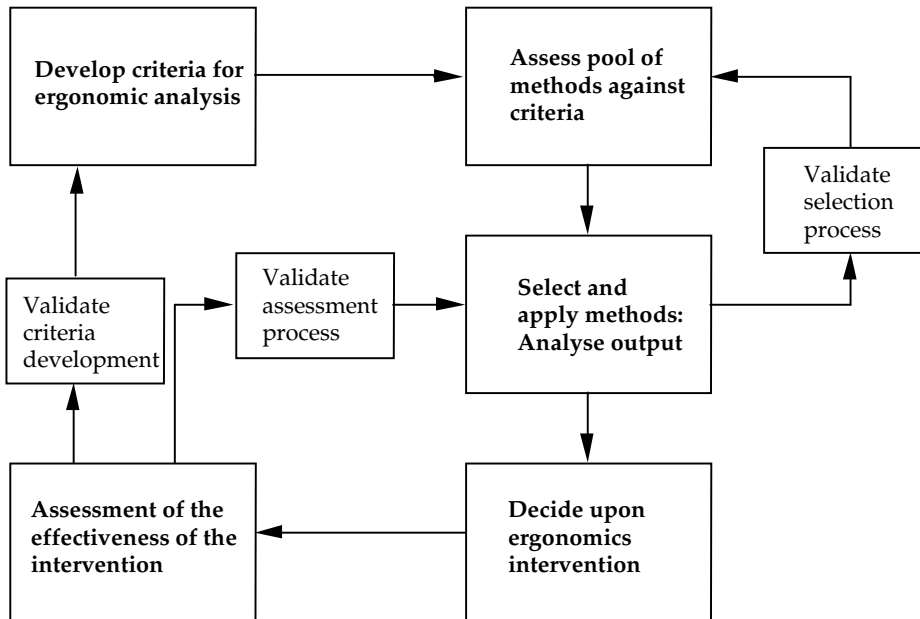 Develop criteria for
ergonomic analysis
Assess pool of
methods against
criteria
Validate
selection
process
Validate
assessment
process
Select and
apply methods:
Analyse output
Validate
criteria
development
Assessment of the
effectiveness of the
intervention
Decide upon
ergonomics
intervention